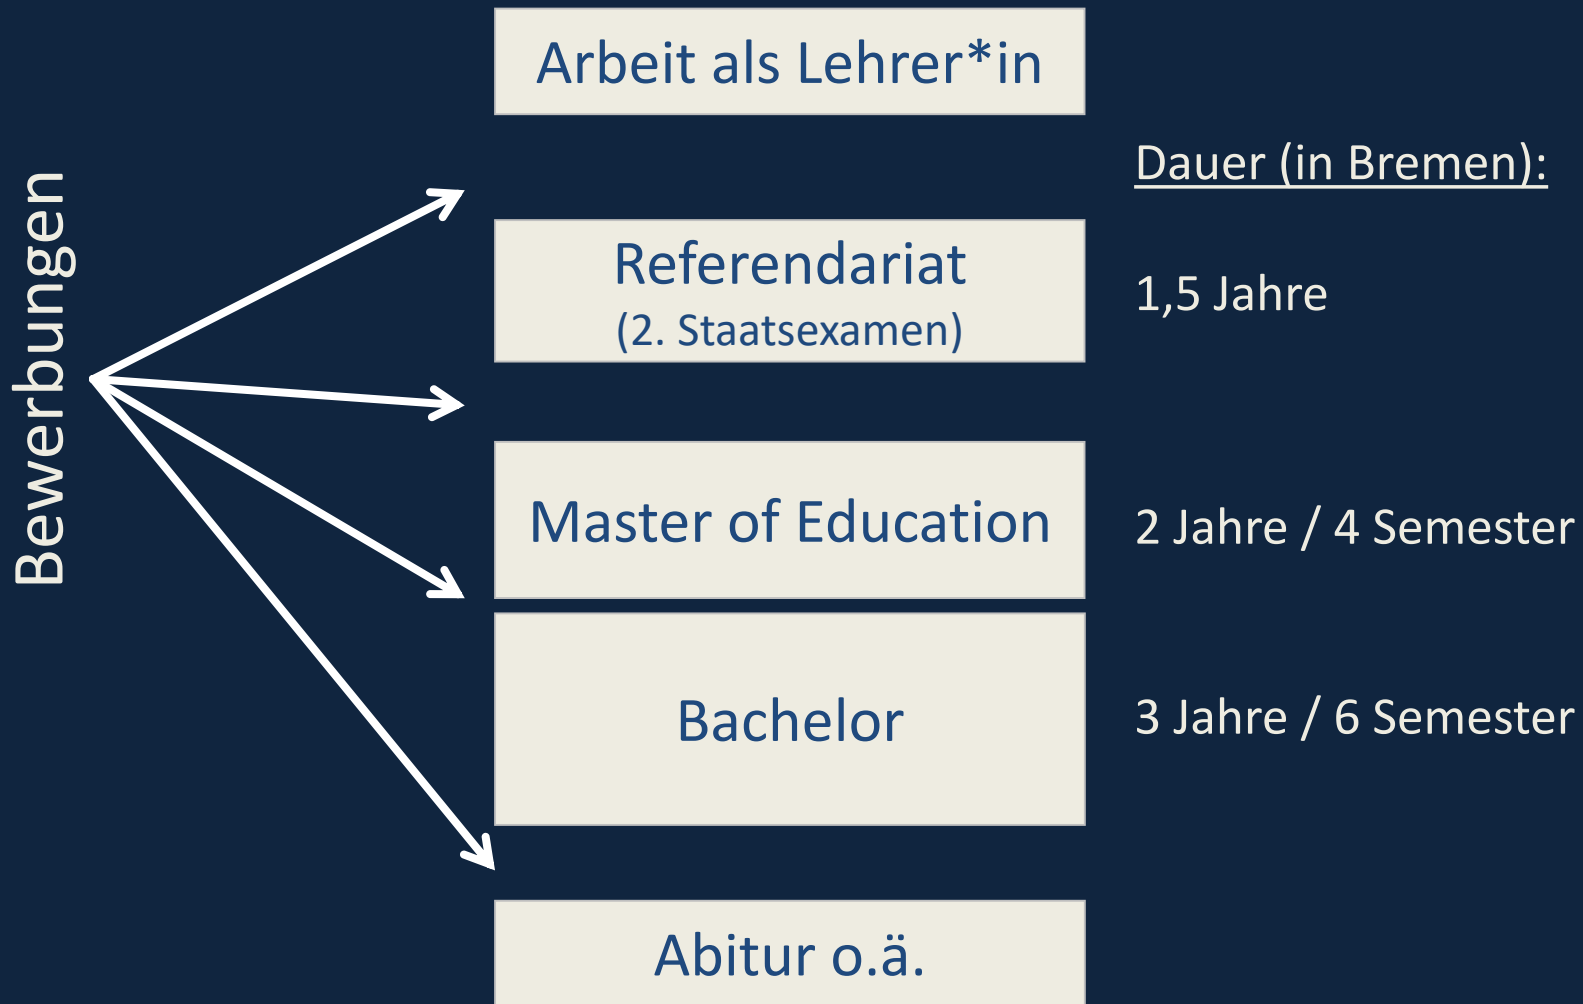 Arbeit als Lehrer*in
Dauer (in Bremen):
Bewerbungen
Referendariat
(2. Staatsexamen)
1,5 Jahre
Master of Education
2 Jahre / 4 Semester
Bachelor
3 Jahre / 6 Semester
Abitur o.ä.